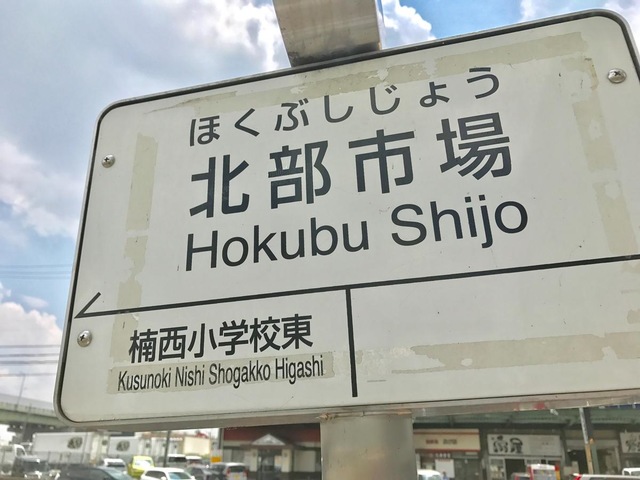 ほくぶしじょう
北部市場
Hokubu Shijo
楠西小学校東
Kusunoki Nishi Shogakko Higashi